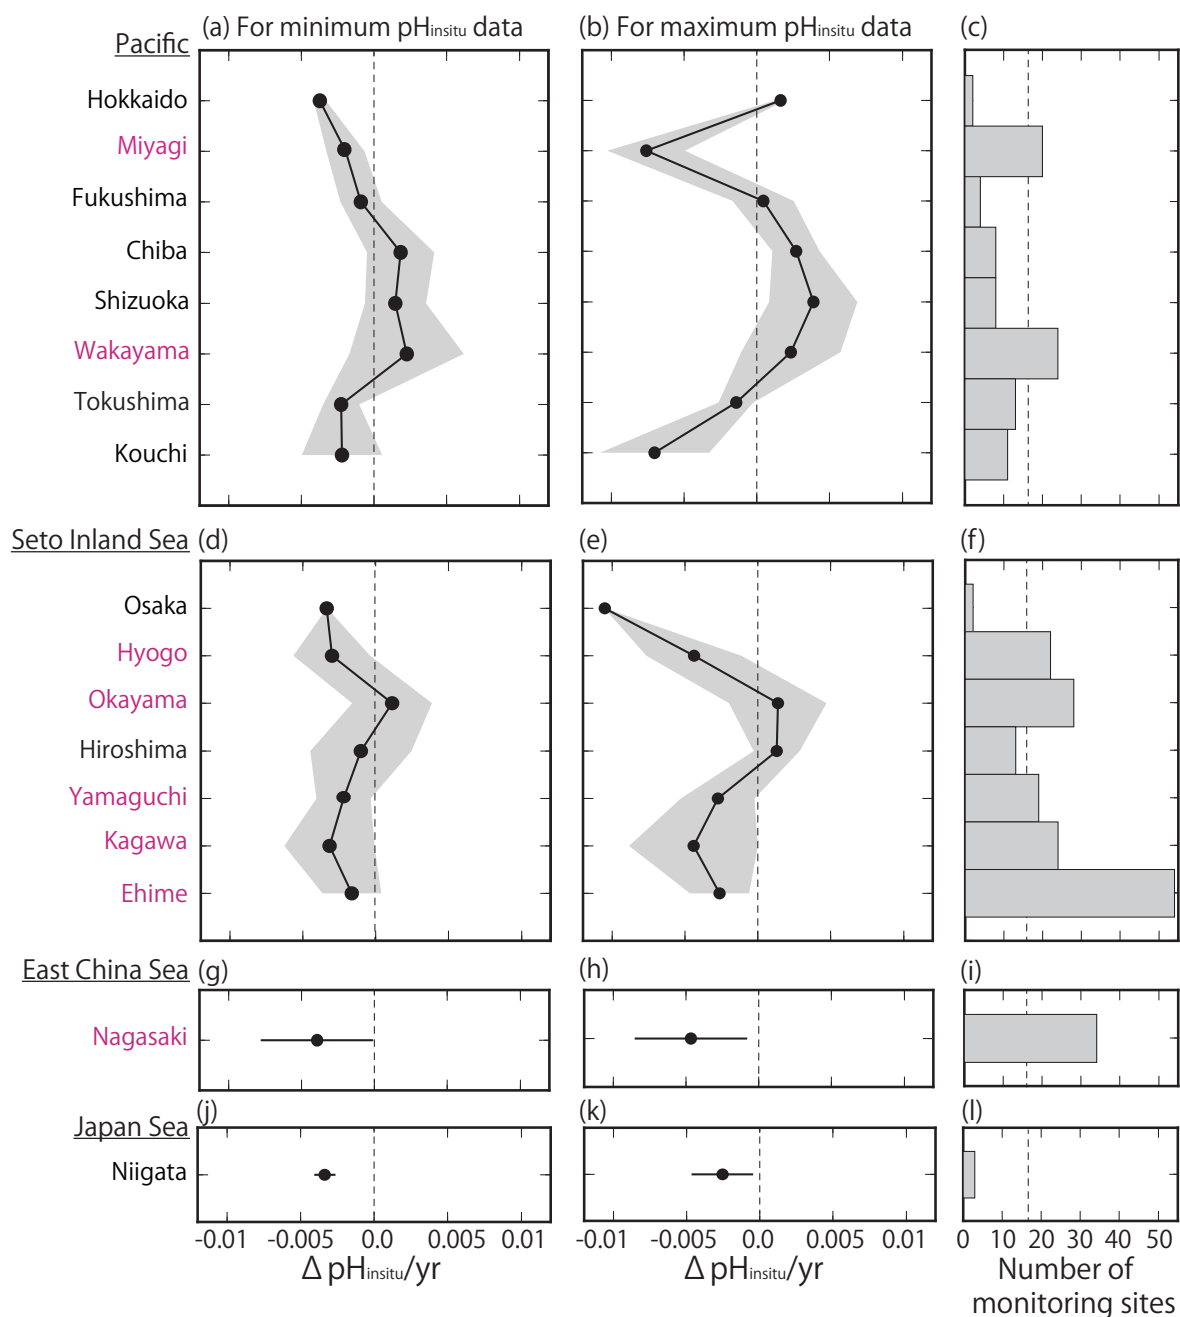 (a) For minimum pHinsitu data
(b) For maximum pHinsitu data
(c)
Pacific
Hokkaido
Miyagi
Fukushima
Chiba
Shizuoka
Wakayama
Tokushima
Kouchi
-0.01 -0.005 0.0 0.005 0.01
Seto Inland Sea
(d)
(e)
(f)
Osaka
Hyogo
Okayama
Hiroshima
Yamaguchi
Kagawa
Ehime
East China Sea
(g)
(h)
(i)
Nagasaki
(j)
(k)
(l)
Japan Sea
Niigata
-0.01 -0.005 0.0 0.005 0.01
0 10 20 30 40 50
Δ pHinsitu/yr
Δ pHinsitu/yr
Number of
monitoring sites